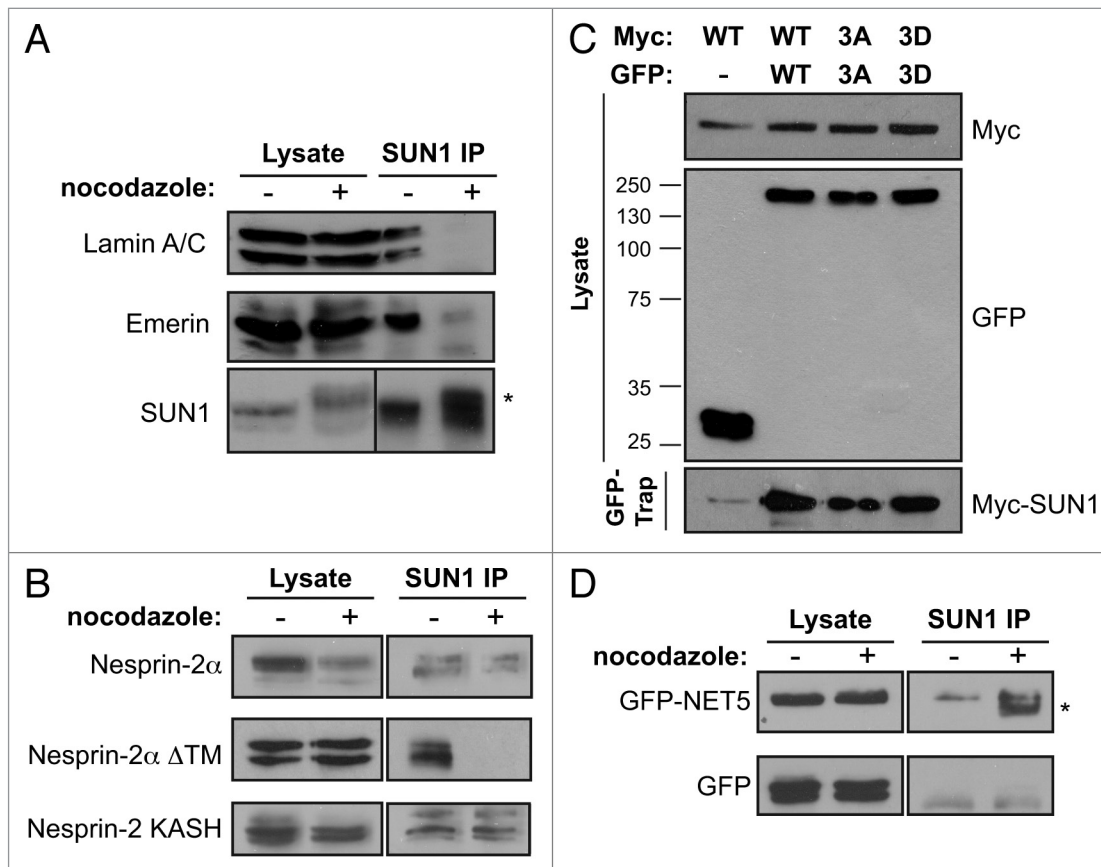 A
Lysate SUN1 IP
nocodazole: - + - +
Lamin A/C
Emerin
SUN1 *
B
Lysate SUN1 IP
nocodazole: - + - +
Nesprin-2α
Nesprin-2α ΔTM
Nesprin-2 KASH
C
Myc: WT WT 3A 3D
GFP: - WT 3A 3D
Lysate
Myc
250
130
100
75
35
25
GFP
GFP-
Trap
Myc-SUN1
D
Lysate SUN1 IP
nocodazole: - + - +
GFP-NET5 *
GFP